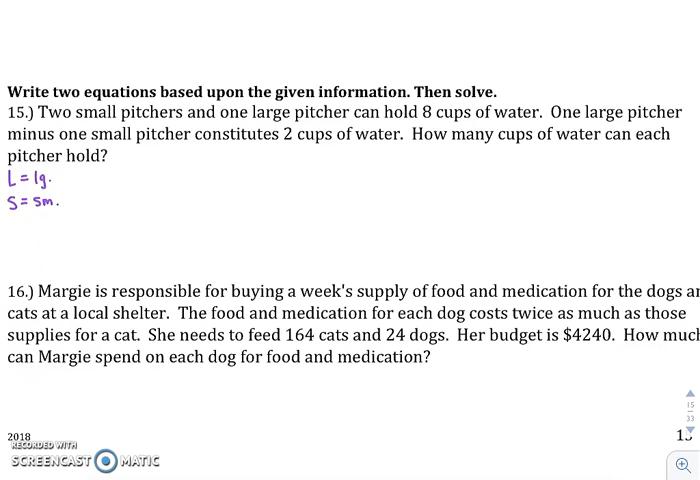 Write two equations based upon the given information. Then solve.
15.) Two small pitchers and one large pitcher can hold 8 cups of water. One large pitcher
minus one small pitcher constitutes 2 cups of water. How many cups of water can each
pitcher hold?
L = lg.
S = sm.
16.) Margie is responsible for buying a week's supply of food and medication for the dogs an
cats at a local shelter. The food and medication for each dog costs twice as much as those
supplies for a cat. She needs to feed 164 cats and 24 dogs. Her budget is $4240. How much
can Margie spend on each dog for food and medication?
15
33
2018
RECORDED WITH
SCREENCAST MATIC